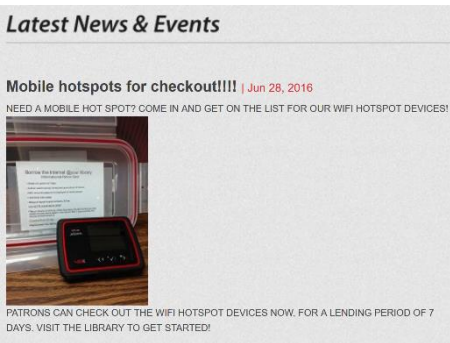 Latest News & Events
Mobile hotspots for checkout!!!! | Jun 28, 2016
NEED A MOBILE HOT SPOT? COME IN AND GET ON THE LIST FOR OUR WIFI HOTSPOT DEVICES!
PATRONS CAN CHECK OUT THE WIFI HOTSPOT DEVICES NOW. FOR A LENDING PERIOD OF 7
DAYS. VISIT THE LIBRARY TO GET STARTED!